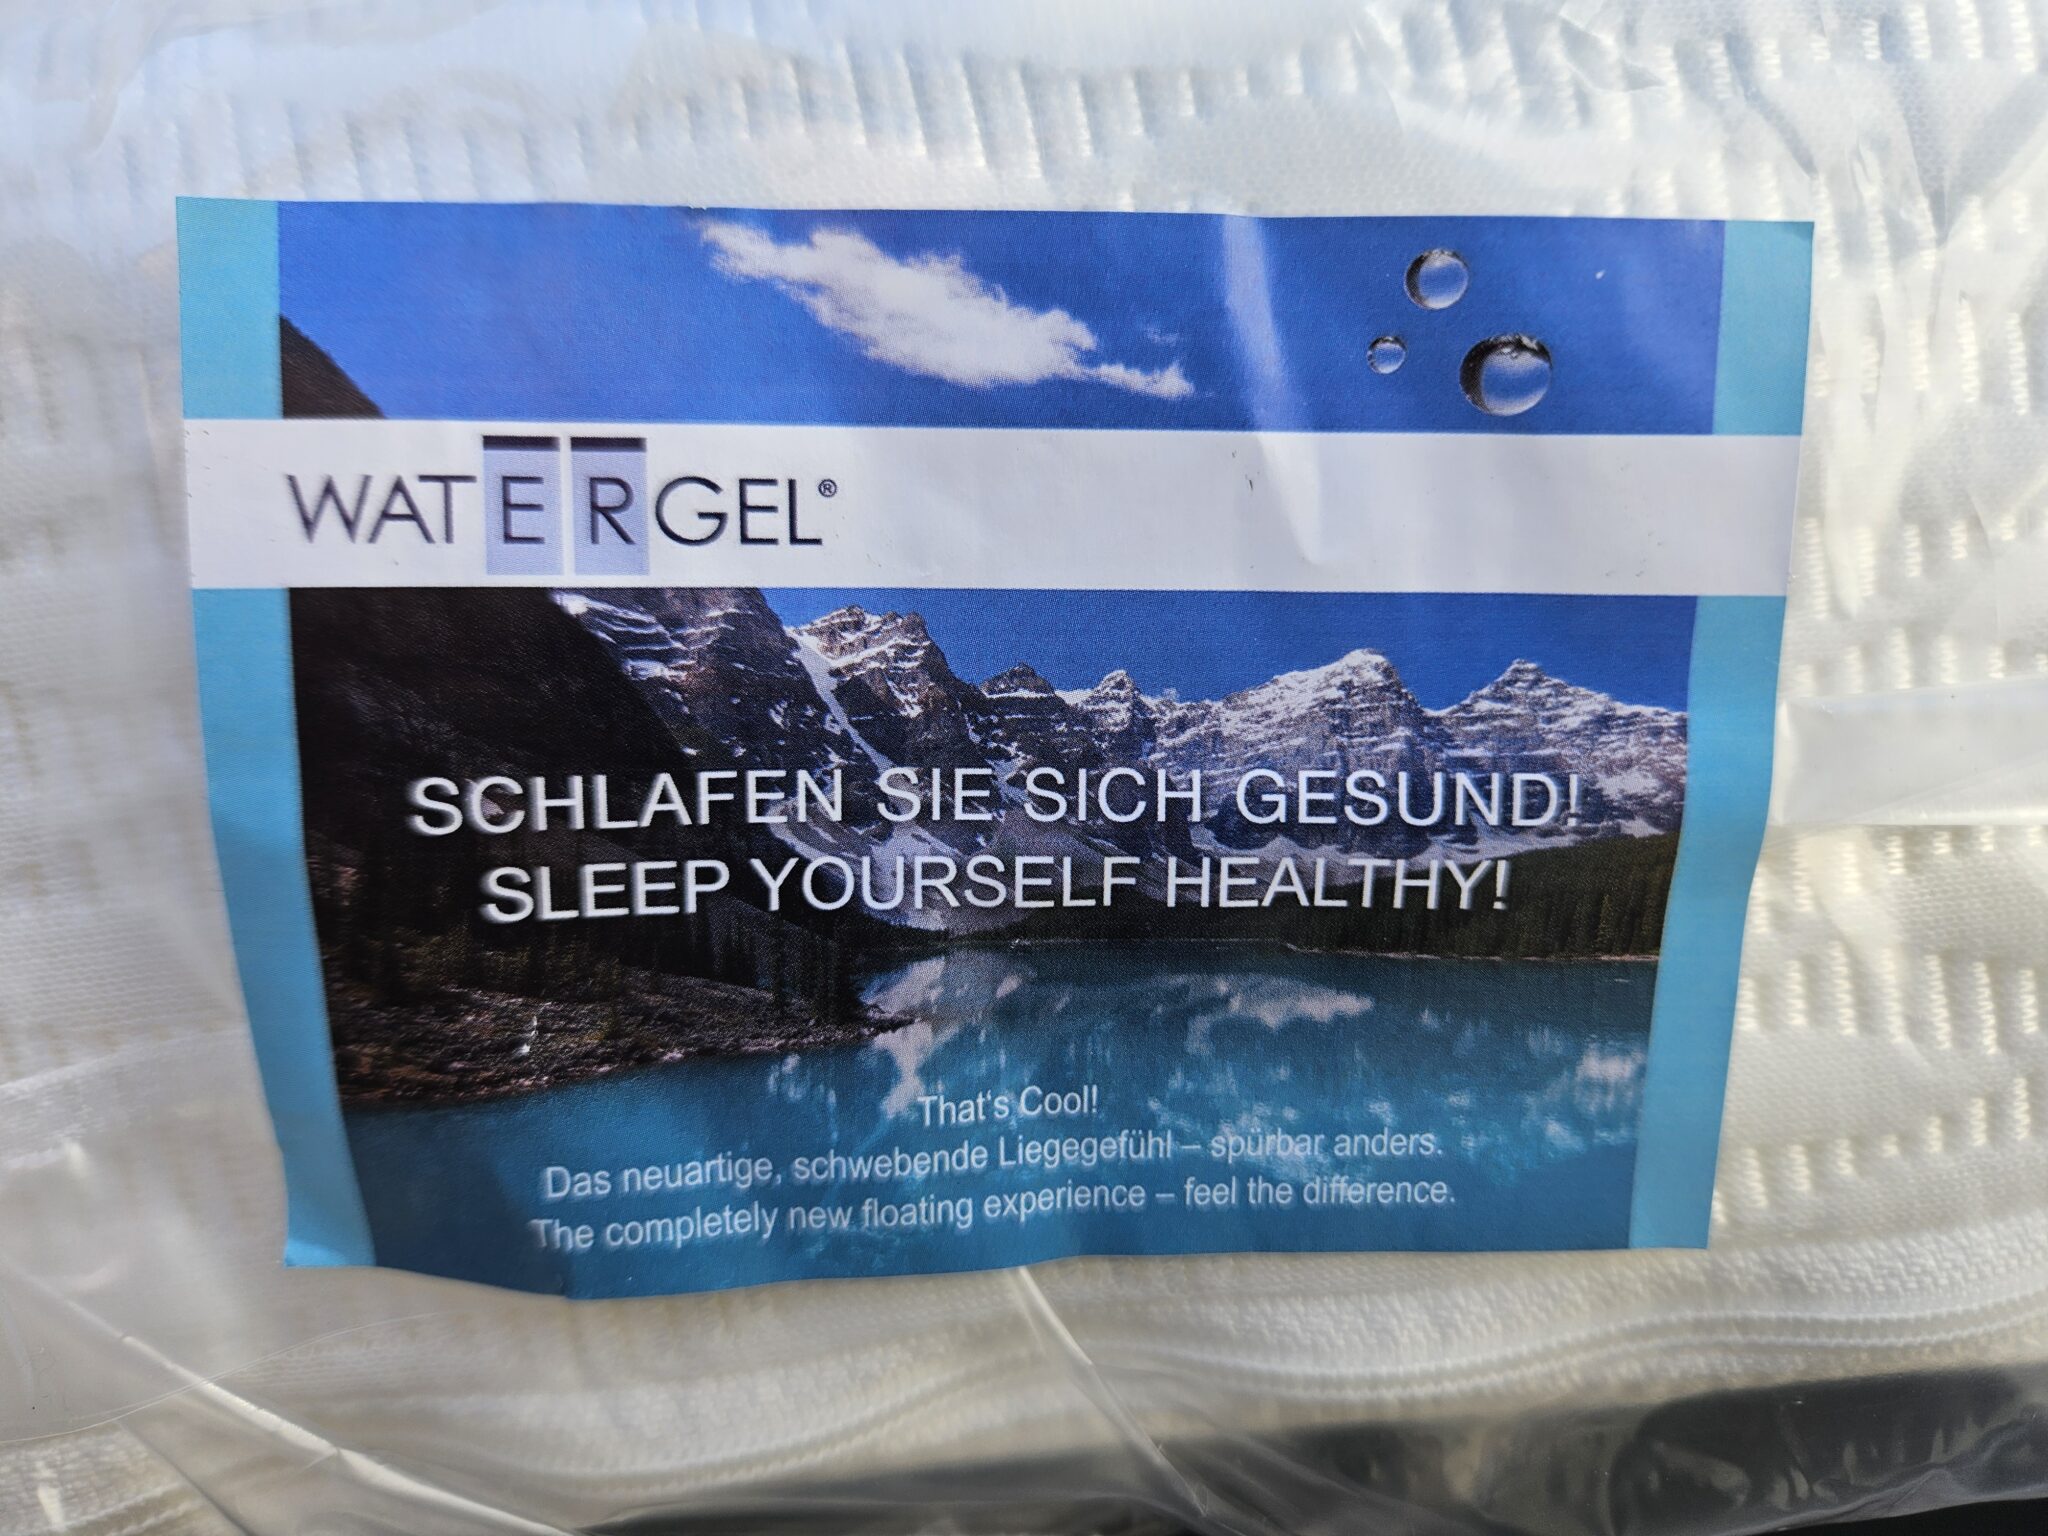 WATERGEL®
SCHLAFEN SIE SICH GESUND!
SLEEP YOURSELF HEALTHY!
That's Cool!
Das neuartige, schwebende Liegegefühl – spürbar anders.
The completely new floating experience – feel the difference.